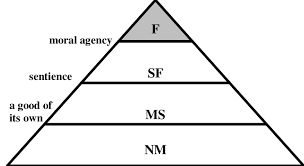 F
moral agency
SF
sentience
a good of
its own
MS
NM